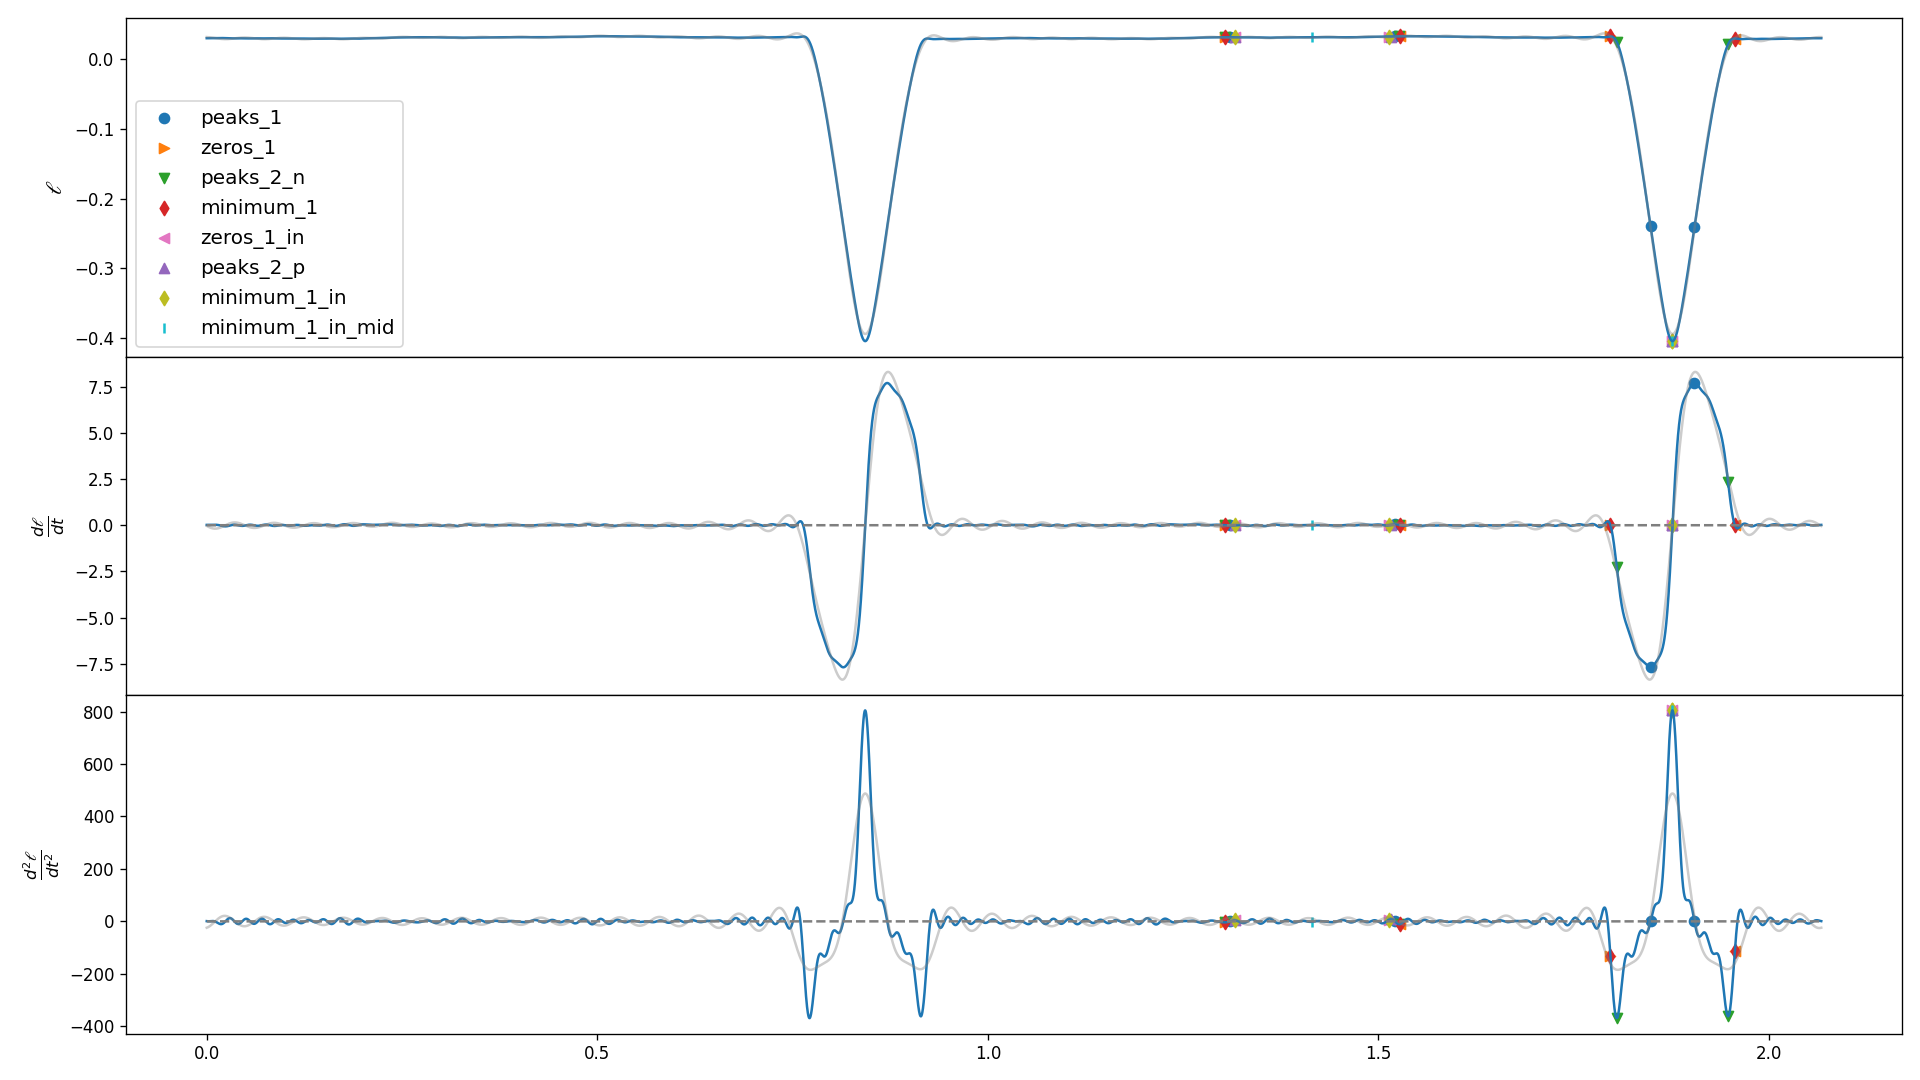 0.0
−0.1
−0.2
−0.3
−0.4
ℓ
peaks_1
zeros_1
peaks_2_n
minimum_1
zeros_1_in
peaks_2_p
minimum_1_in
minimum_1_in_mid
7.5
5.0
2.5
0.0
−2.5
−5.0
−7.5
dℓ
dt
800
600
400
200
0
−200
−400
d²ℓ
dt²
0.0 0.5 1.0 1.5 2.0